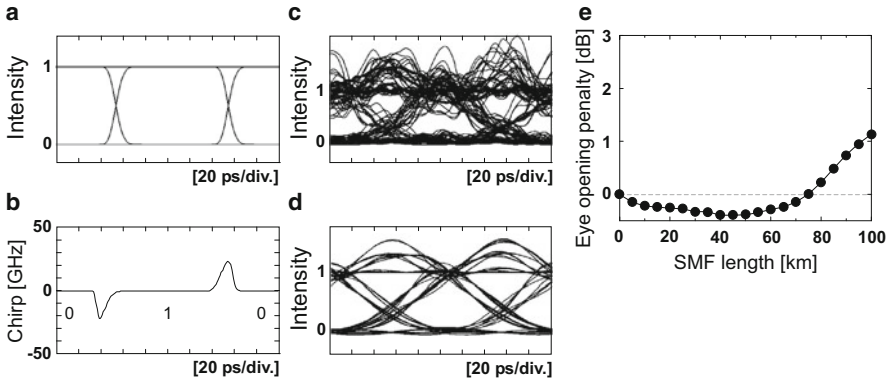 a
Intensity
1
0
[20 ps/div.]
b
Chirp [GHz]
50
0
-50
0 1 0
[20 ps/div.]
c
Intensity
1
0
[20 ps/div.]
d
Intensity
1
0
[20 ps/div.]
e
Eye opening penalty [dB]
3
2
1
0
0 20 40 60 80 100
SMF length [km]